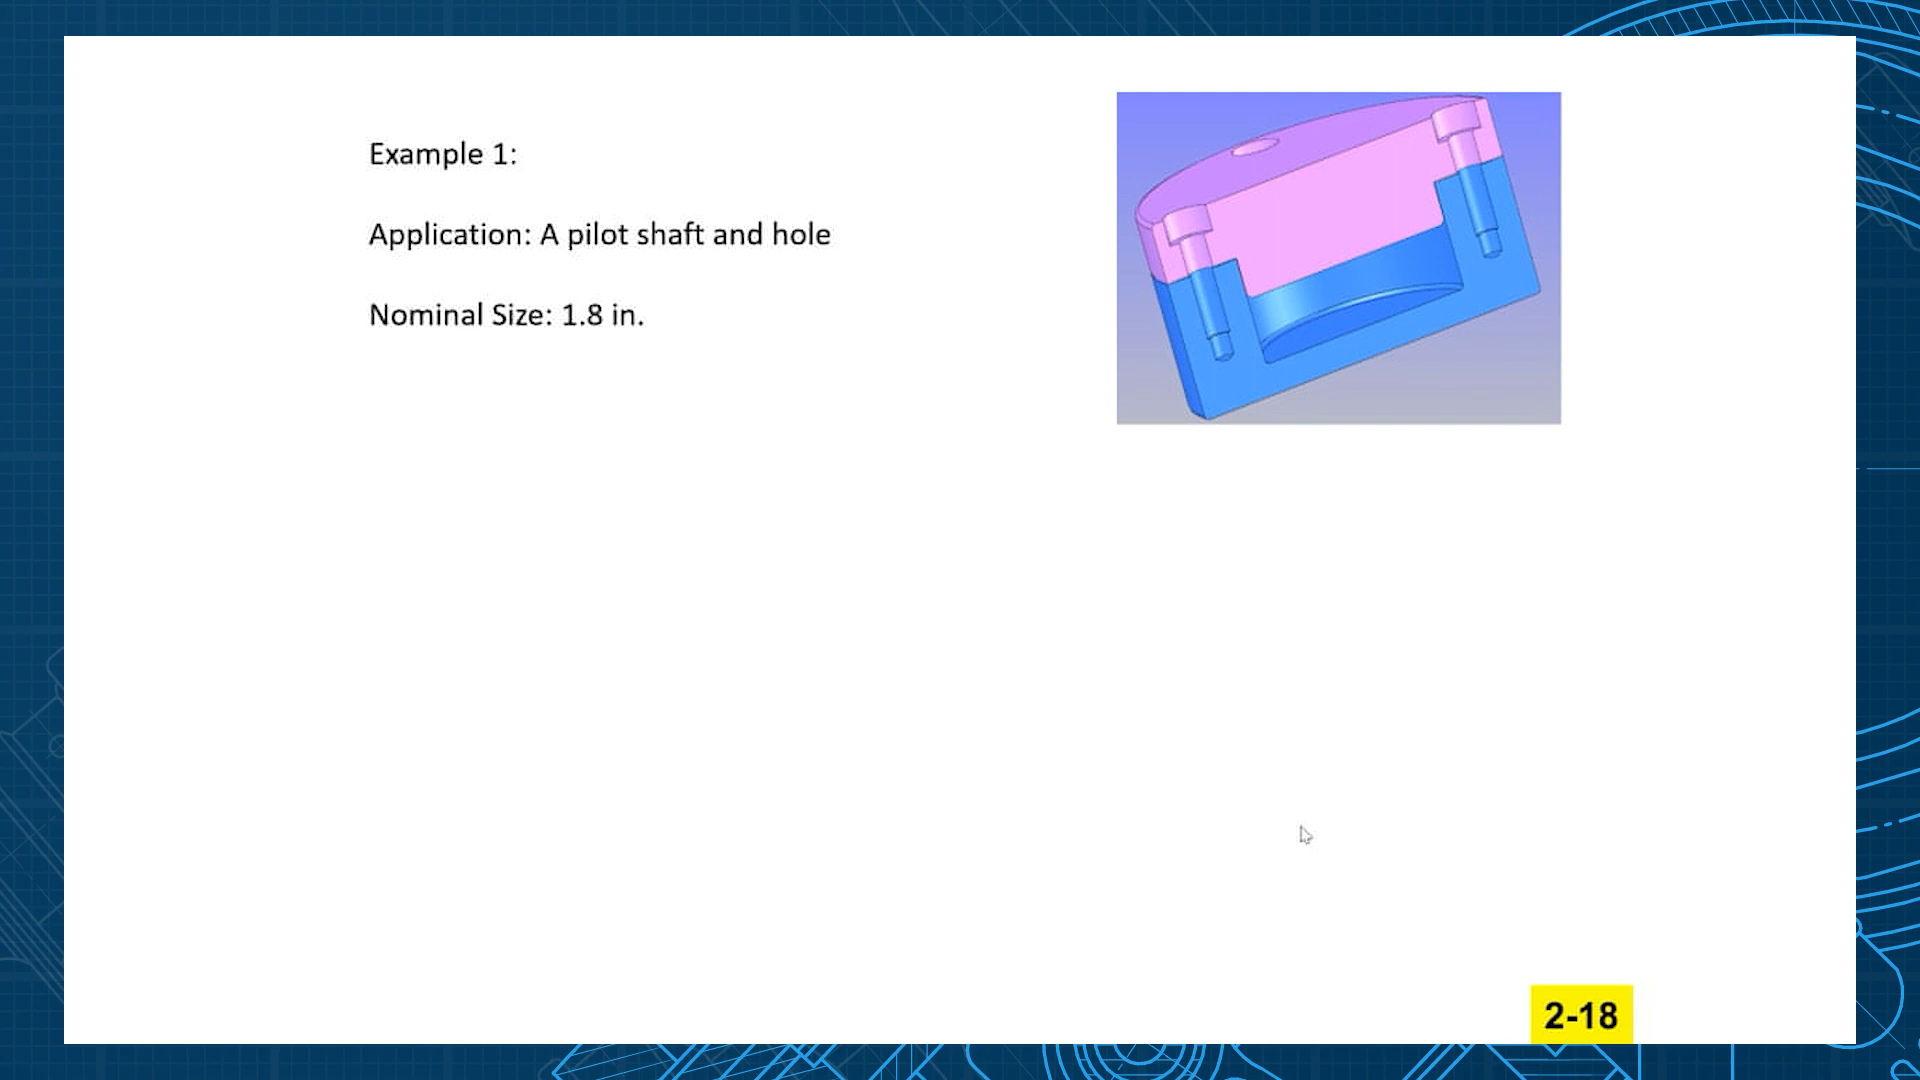 Example 1:
Application: A pilot shaft and hole
Nominal Size: 1.8 in.
2-18